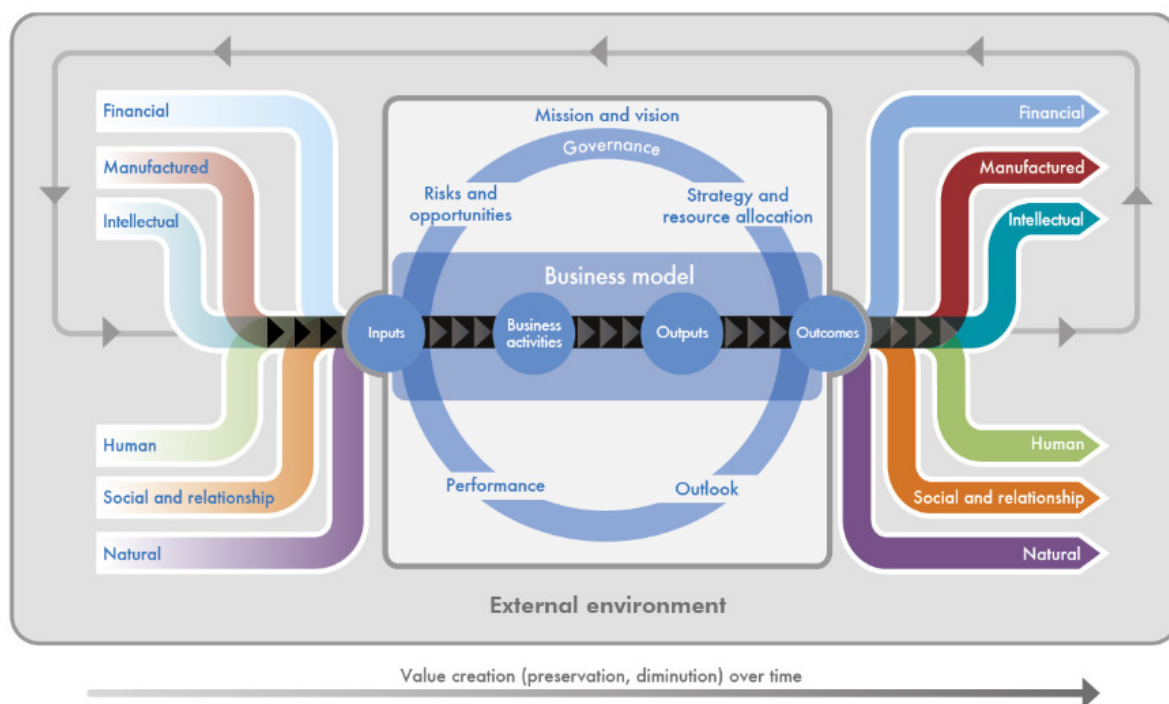 Financial
Manufactured
Intellectual
Human
Social and relationship
Natural
Mission and vision
Governance
Risks and
opportunities
Strategy and
resource allocation
Business model
Inputs
Business
activities
Outputs
Outcomes
Performance
Outlook
Financial
Manufactured
Intellectual
Human
Social and relationship
Natural
External environment
Value creation (preservation, diminution) over time